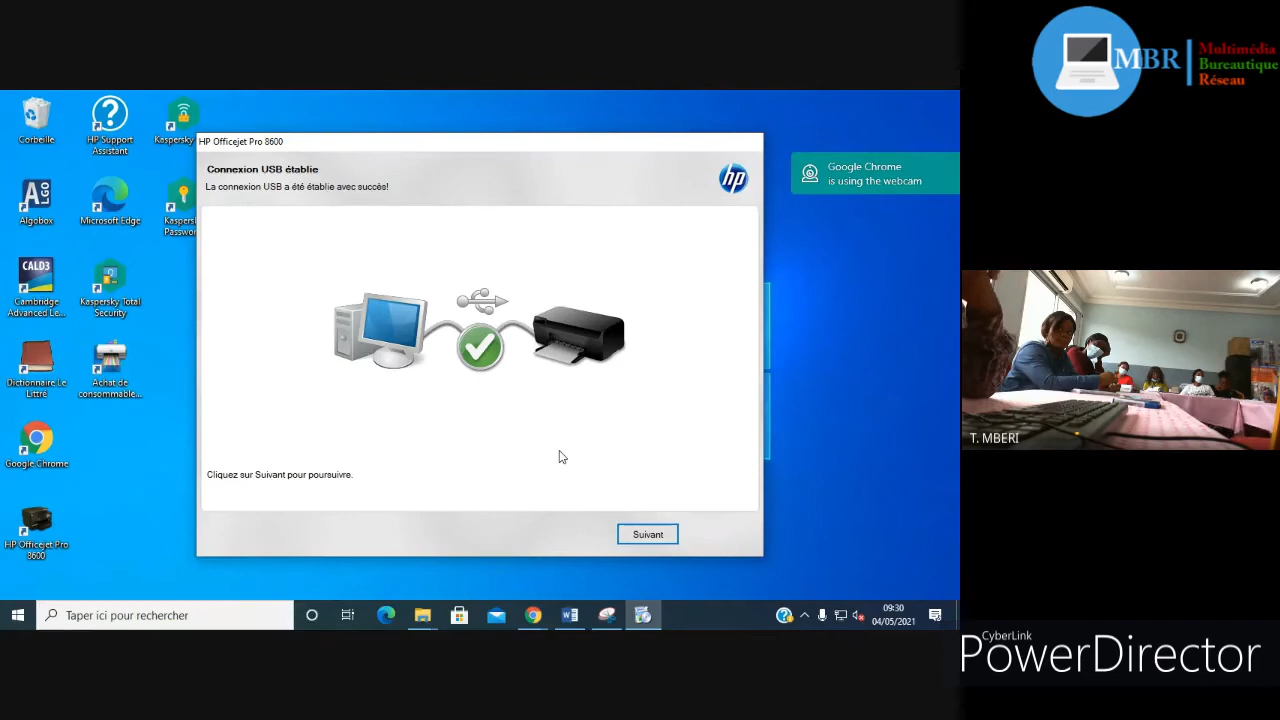 MBR
Multimédia
Bureautique
Réseau
Corbeille
HP Support
Assistant
Kaspersky
Algobox
Microsoft Edge
Kaspersk
Passwor
CALD3
Cambridge
Advanced Le...
Kaspersky Total
Security
Dictionnaire Le
Littré
Achat de
consommable...
Google Chrome
HP Officejet Pro
8600
HP Officejet Pro 8600
Connexion USB établie
La connexion USB a été établie avec succès!
hp
Cliquez sur Suivant pour poursuivre.
Suivant
Google Chrome
is using the webcam
T. MBERI
Taper ici pour rechercher
09:30
04/05/2021
CyberLink
PowerDirector